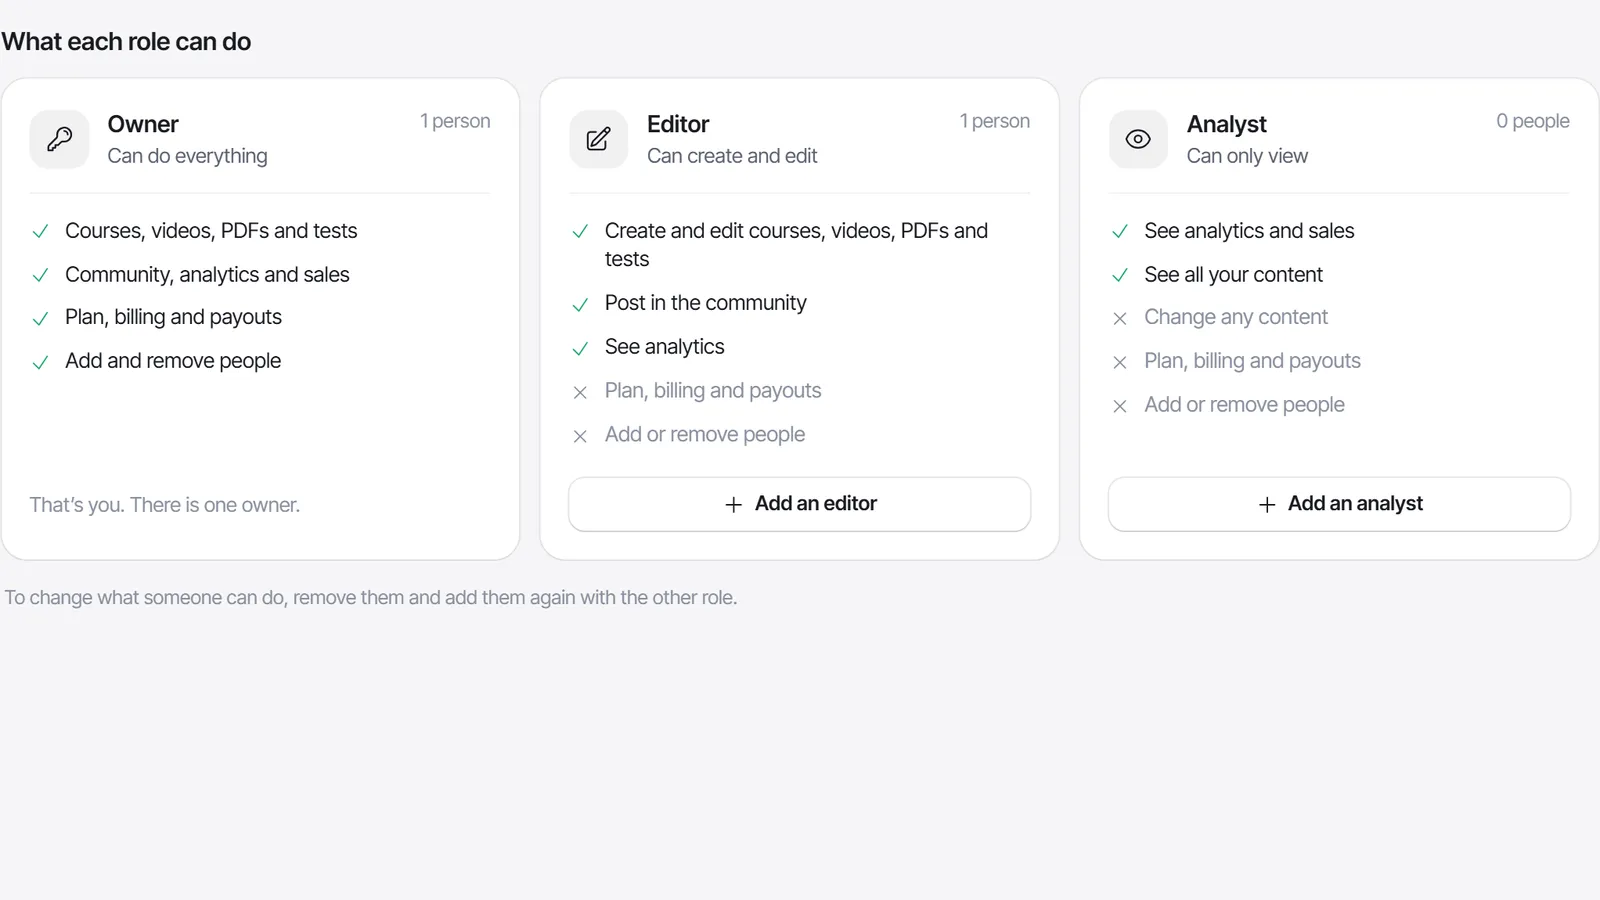 What each role can do
Owner
1 person
Can do everything
Courses, videos, PDFs and tests
Community, analytics and sales
Plan, billing and payouts
Add and remove people
That’s you. There is one owner.
Editor
1 person
Can create and edit
Create and edit courses, videos, PDFs and
tests
Post in the community
See analytics
Plan, billing and payouts
Add or remove people
Add an editor
Analyst
0 people
Can only view
See analytics and sales
See all your content
Change any content
Plan, billing and payouts
Add or remove people
Add an analyst
To change what someone can do, remove them and add them again with the other role.